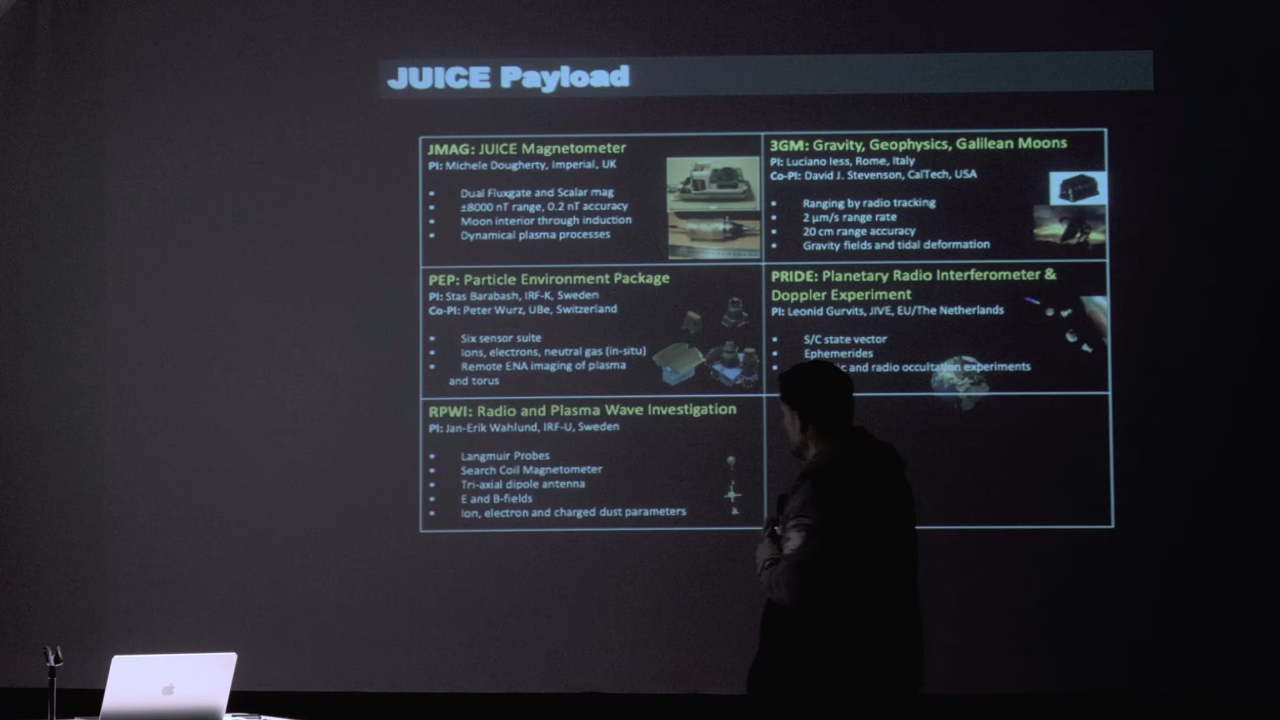 JUICE Payload
JMAG: JUICE Magnetometer
PI: Michele Dougherty, Imperial, UK
• Dual Fluxgate and Scalar mag
• ±8000 nT range, 0.2 nT accuracy
• Moon interior through induction
• Dynamical plasma processes
3GM: Gravity, Geophysics, Galilean Moons
PI: Luciano Iess, Rome, Italy
Co-PI: David J. Stevenson, CalTech, USA
• Ranging by radio tracking
• 2 μm/s range rate
• 20 cm range accuracy
• Gravity fields and tidal deformation
PEP: Particle Environment Package
PI: Stas Barabash, IRF-K, Sweden
Co-PI: Peter Wurz, UBe, Switzerland
• Six sensor suite
• Ions, electrons, neutral gas (in-situ)
• Remote ENA imaging of plasma
and torus
PRIDE: Planetary Radio Interferometer &
Doppler Experiment
PI: Leonid Gurvits, JIVE, EU/The Netherlands
• S/C state vector
• Ephemerides
• and radio occultation experiments
RPWI: Radio and Plasma Wave Investigation
PI: Jan-Erik Wahlund, IRF-U, Sweden
• Langmuir Probes
• Search Coil Magnetometer
• Tri-axial dipole antenna
• E and B-fields
• Ion, electron and charged dust parameters